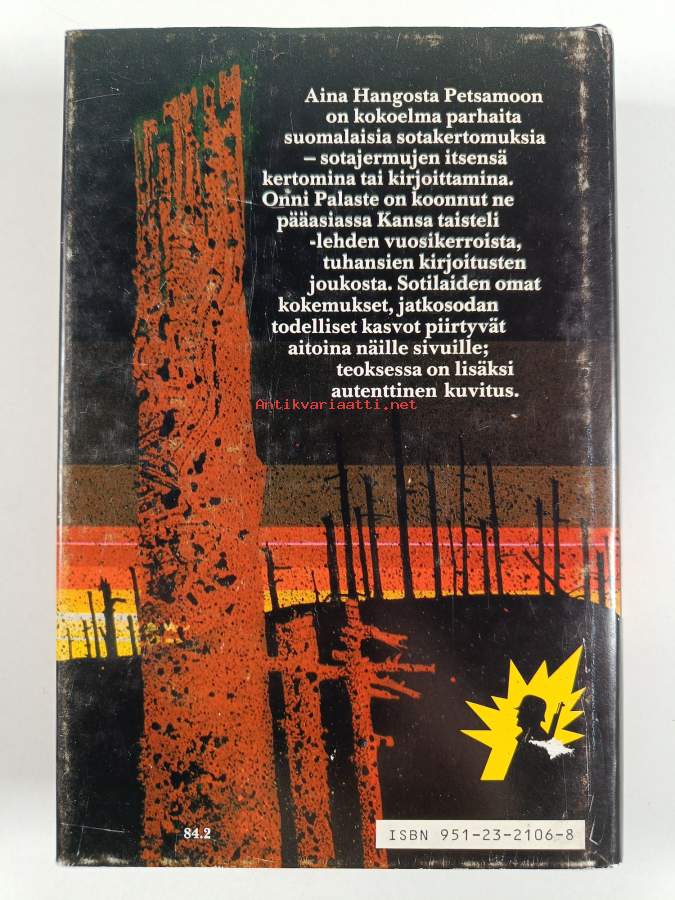 Aina Hangosta Petsamoon
on kokoelma parhaita
suomalaisia sotakertomuksia
– sotajermujen itsensä
kertomina tai kirjoittamina.
Onni Palaste on koonnut ne
pääasiassa Kansa taisteli
-lehden vuosikerroista,
tuhansien kirjoitusten
joukosta. Sotilaiden omat
kokemukset, jatkosodan
todelliset kasvot piirtyvät
aitoina näille sivuille;
teoksessa on lisäksi
autenttinen kuvitus.
Antikvariaatti.net
84.2
ISBN 951-23-2106-8